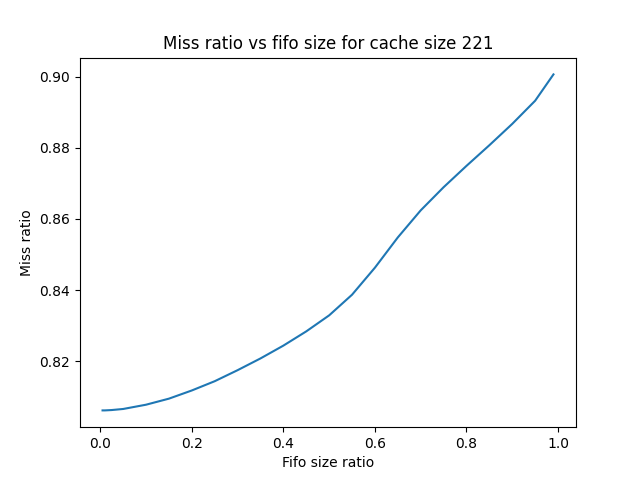 Miss ratio vs fifo size for cache size 221
0.90
0.88
0.86
0.84
0.82
Miss ratio
0.0 0.2 0.4 0.6 0.8 1.0
Fifo size ratio